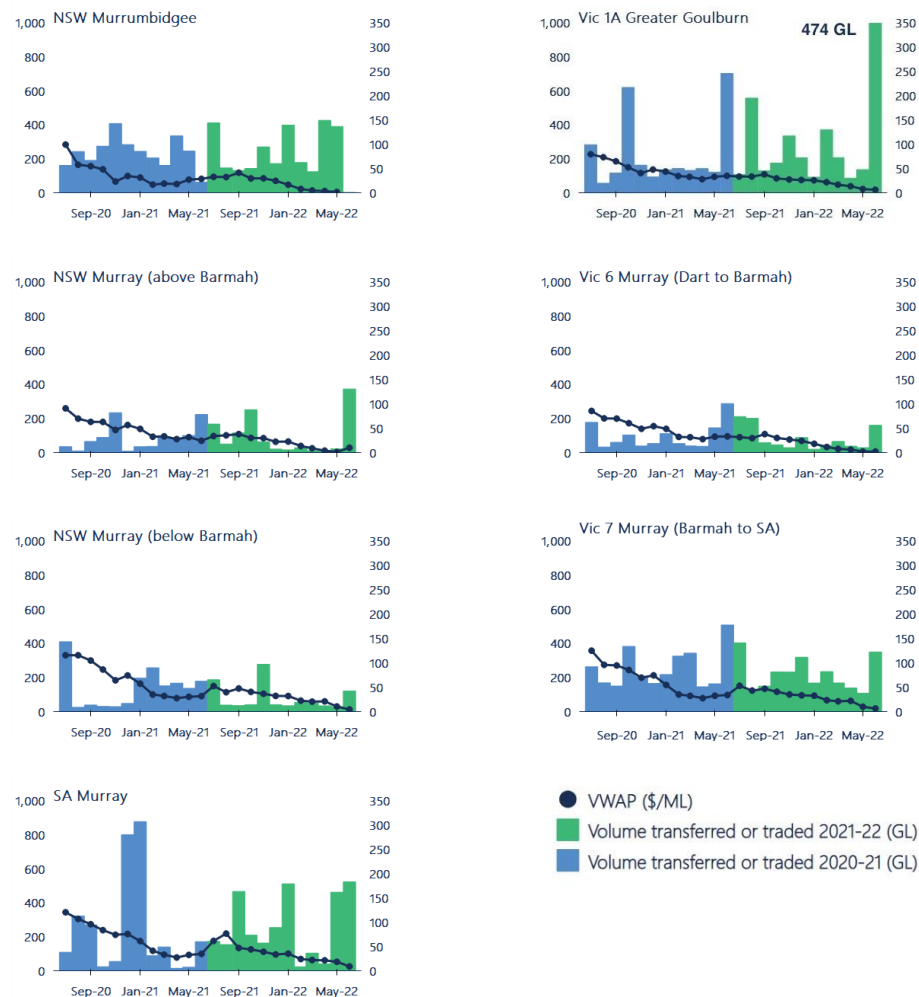 NSW Murrumbidgee
1,000 800 600 400 200 0
350 300 250 200 150 100 50 0
Sep-20 Jan-21 May-21 Sep-21 Jan-22 May-22
Vic 1A Greater Goulburn
474 GL
1,000 800 600 400 200 0
350 300 250 200 150 100 50 0
Sep-20 Jan-21 May-21 Sep-21 Jan-22 May-22
NSW Murray (above Barmah)
1,000 800 600 400 200 0
350 300 250 200 150 100 50 0
Sep-20 Jan-21 May-21 Sep-21 Jan-22 May-22
Vic 6 Murray (Dart to Barmah)
1,000 800 600 400 200 0
350 300 250 200 150 100 50 0
Sep-20 Jan-21 May-21 Sep-21 Jan-22 May-22
NSW Murray (below Barmah)
1,000 800 600 400 200 0
350 300 250 200 150 100 50 0
Sep-20 Jan-21 May-21 Sep-21 Jan-22 May-22
Vic 7 Murray (Barmah to SA)
1,000 800 600 400 200 0
350 300 250 200 150 100 50 0
Sep-20 Jan-21 May-21 Sep-21 Jan-22 May-22
SA Murray
1,000 800 600 400 200 0
350 300 250 200 150 100 50 0
Sep-20 Jan-21 May-21 Sep-21 Jan-22 May-22
VWAP ($/ML)
Volume transferred or traded 2021-22 (GL)
Volume transferred or traded 2020-21 (GL)